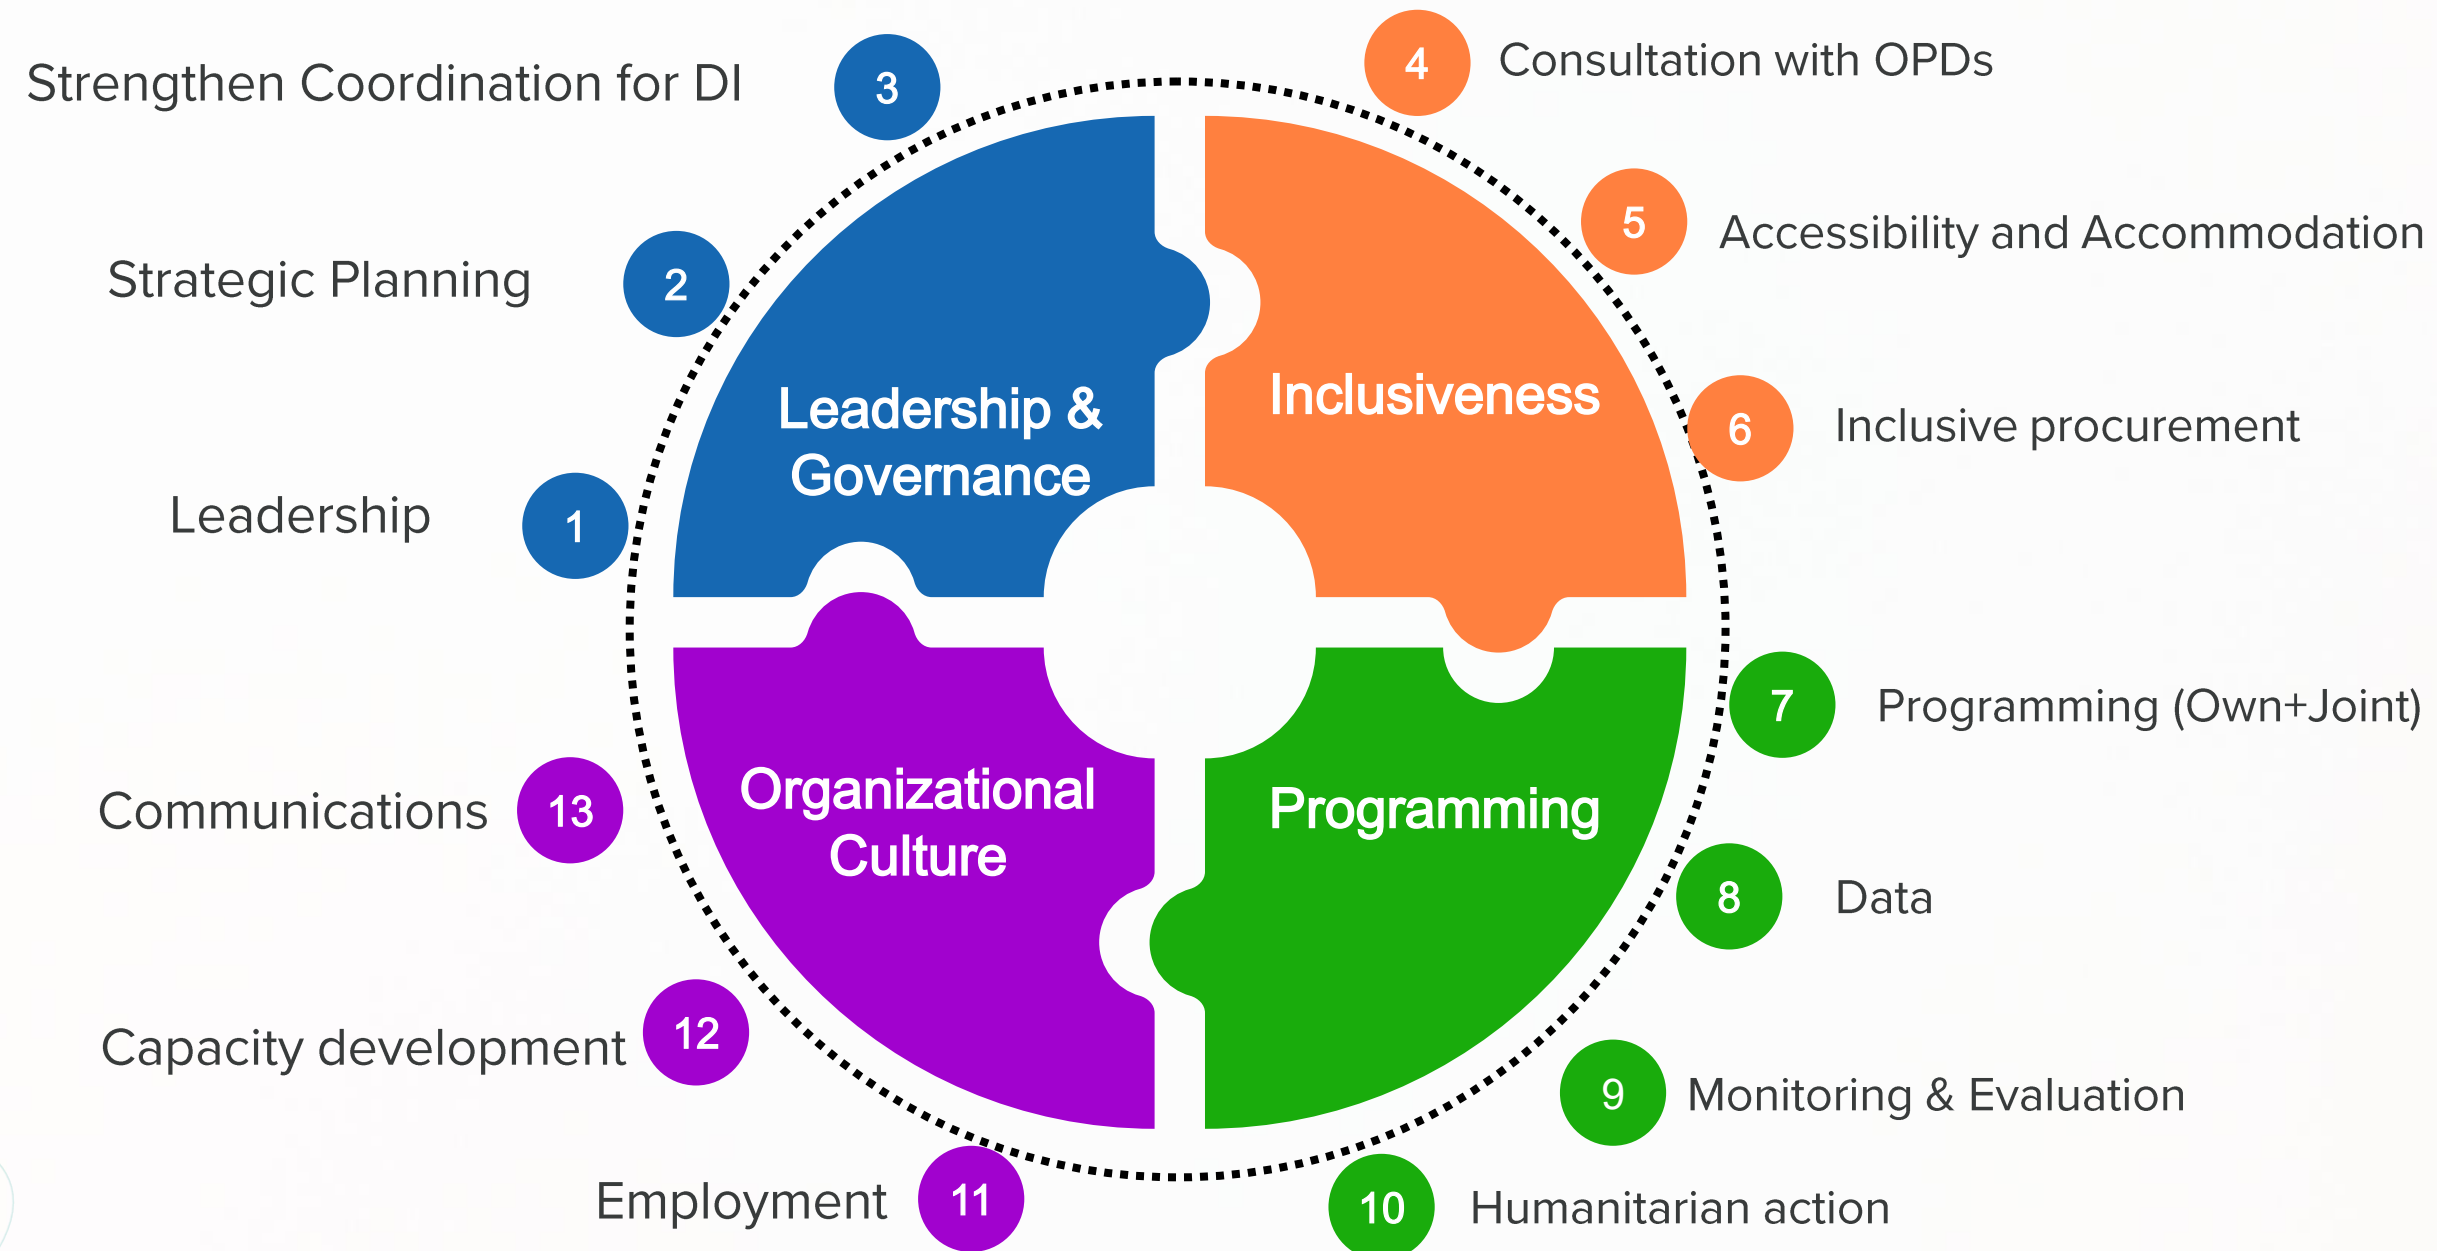 Strengthen Coordination for DI
3
Strategic Planning
2
Leadership
1
4
Consultation with OPDs
5
Accessibility and Accommodation
6
Inclusive procurement
Leadership &
Governance
Inclusiveness
Organizational
Culture
Programming
7
Programming (Own+Joint)
8
Data
9
Monitoring & Evaluation
10
Humanitarian action
Employment
11
Capacity development
12
Communications
13